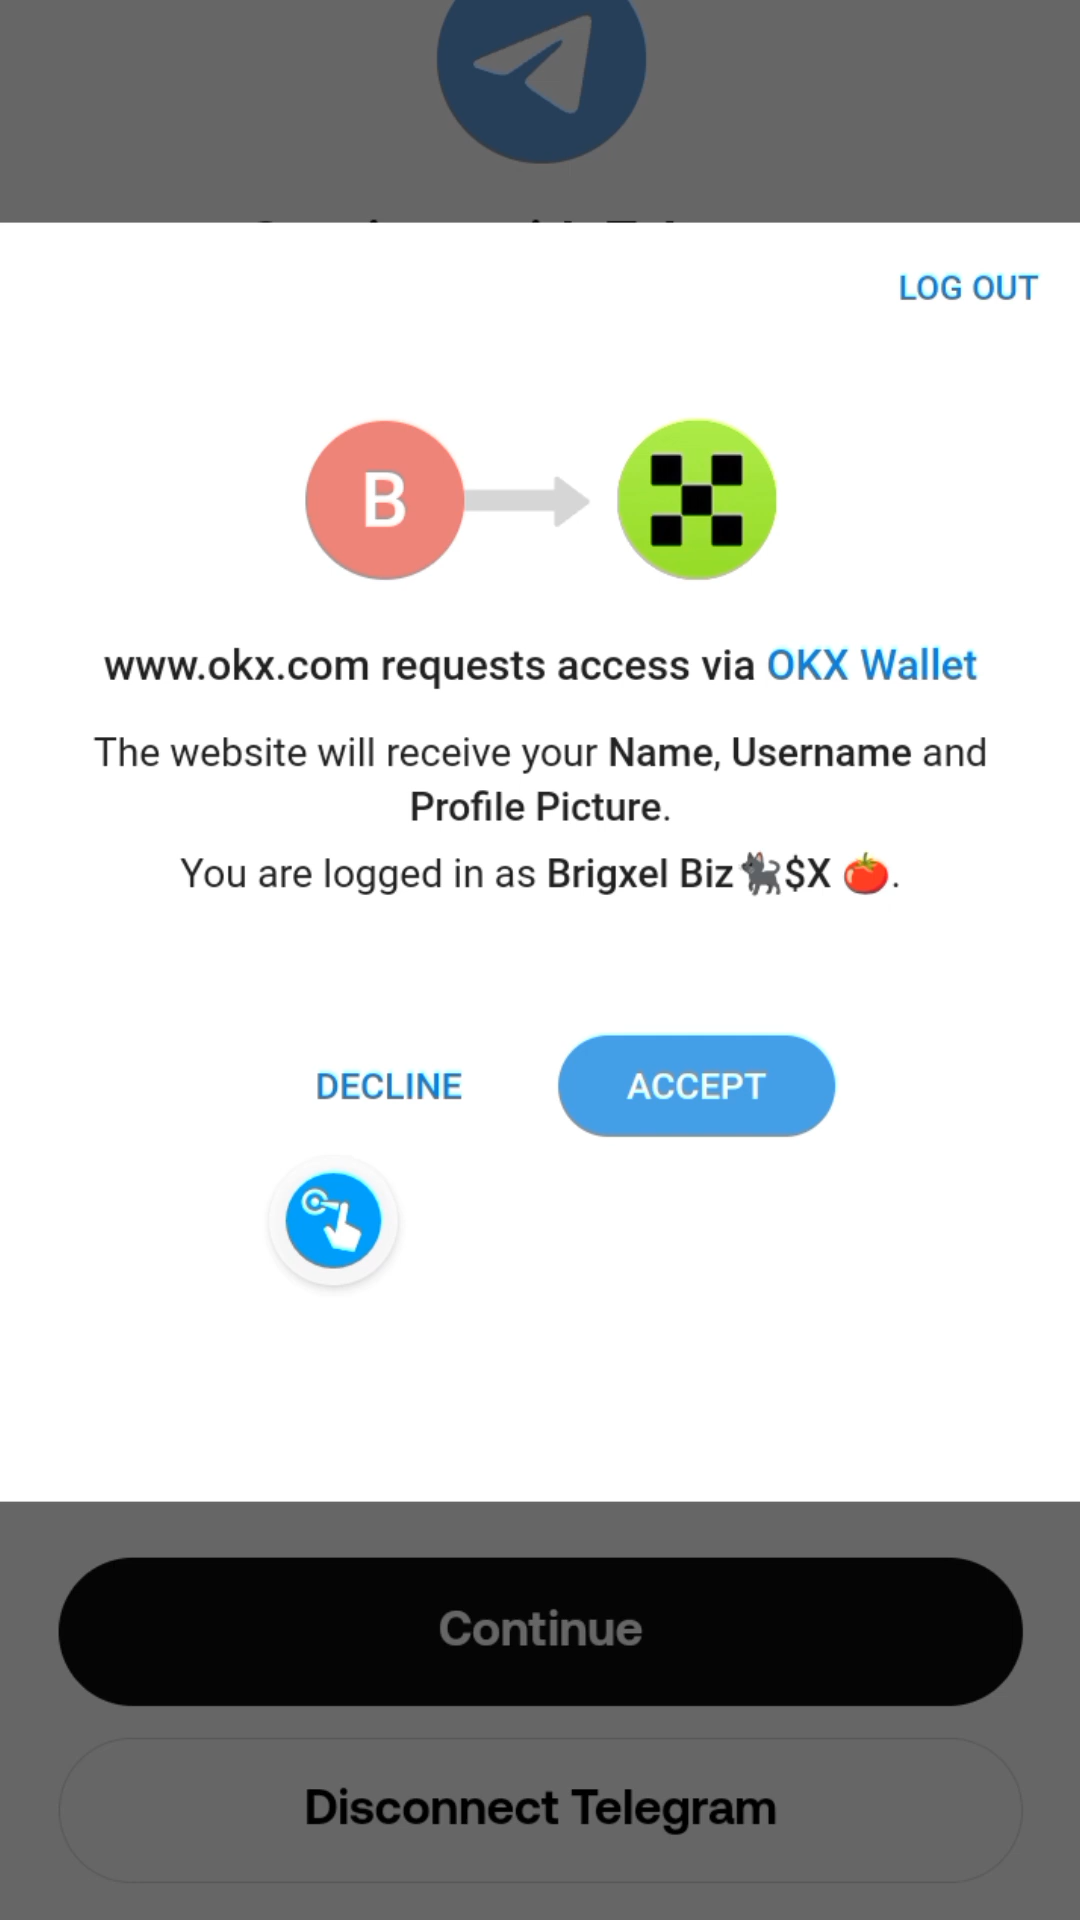 LOG OUT
B
www.okx.com requests access via OKX Wallet
The website will receive your Name, Username and
Profile Picture.
You are logged in as Brigxel Biz🐈‍⬛$X 🍅.
DECLINE
ACCEPT
Continue
Disconnect Telegram